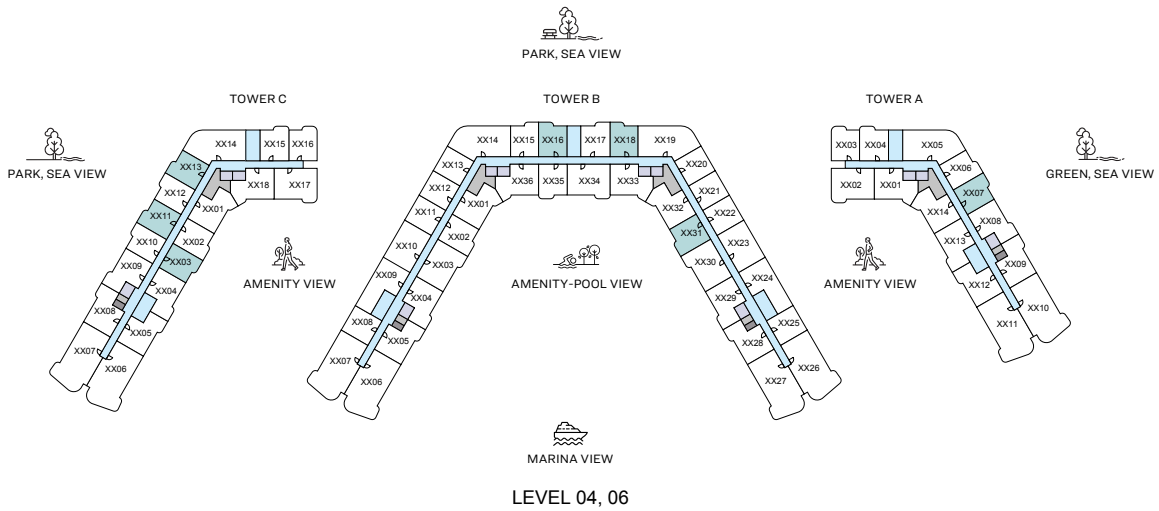 PARK, SEA VIEW
TOWER C
TOWER B
TOWER A
PARK, SEA VIEW
GREEN, SEA VIEW
XX14
XX15
XX16
XX13
XX12
XX18
XX17
XX11
XX01
XX10
XX02
XX09
XX03
XX08
XX04
XX05
XX07
XX06
AMENITY VIEW
XX14
XX15
XX16
XX17
XX18
XX19
XX13
XX20
XX12
XX36
XX35
XX34
XX33
XX21
XX11
XX01
XX32
XX22
XX10
XX02
XX31
XX23
XX09
XX03
XX30
XX24
XX08
XX04
XX29
XX25
XX07
XX05
XX28
XX26
XX06
XX27
AMENITY-POOL VIEW
XX03
XX04
XX05
XX02
XX01
XX06
XX14
XX07
XX13
XX08
XX12
XX09
XX11
XX10
AMENITY VIEW
MARINA VIEW
LEVEL 04, 06